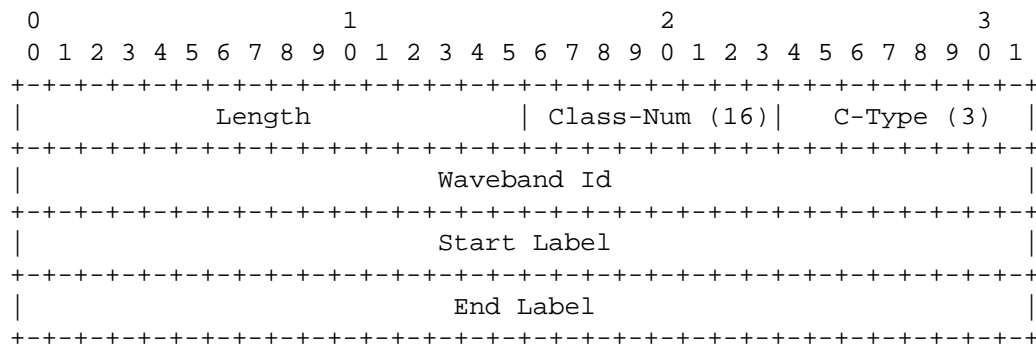 0                   1                   2                   3
 0 1 2 3 4 5 6 7 8 9 0 1 2 3 4 5 6 7 8 9 0 1 2 3 4 5 6 7 8 9 0 1
+-+-+-+-+-+-+-+-+-+-+-+-+-+-+-+-+-+-+-+-+-+-+-+-+-+-+-+-+-+-+-+-+
|            Length             | Class-Num (16)|   C-Type (3)  |
+-+-+-+-+-+-+-+-+-+-+-+-+-+-+-+-+-+-+-+-+-+-+-+-+-+-+-+-+-+-+-+-+
|                          Waveband Id                          |
+-+-+-+-+-+-+-+-+-+-+-+-+-+-+-+-+-+-+-+-+-+-+-+-+-+-+-+-+-+-+-+-+
|                          Start Label                          |
+-+-+-+-+-+-+-+-+-+-+-+-+-+-+-+-+-+-+-+-+-+-+-+-+-+-+-+-+-+-+-+-+
|                           End Label                           |
+-+-+-+-+-+-+-+-+-+-+-+-+-+-+-+-+-+-+-+-+-+-+-+-+-+-+-+-+-+-+-+-+